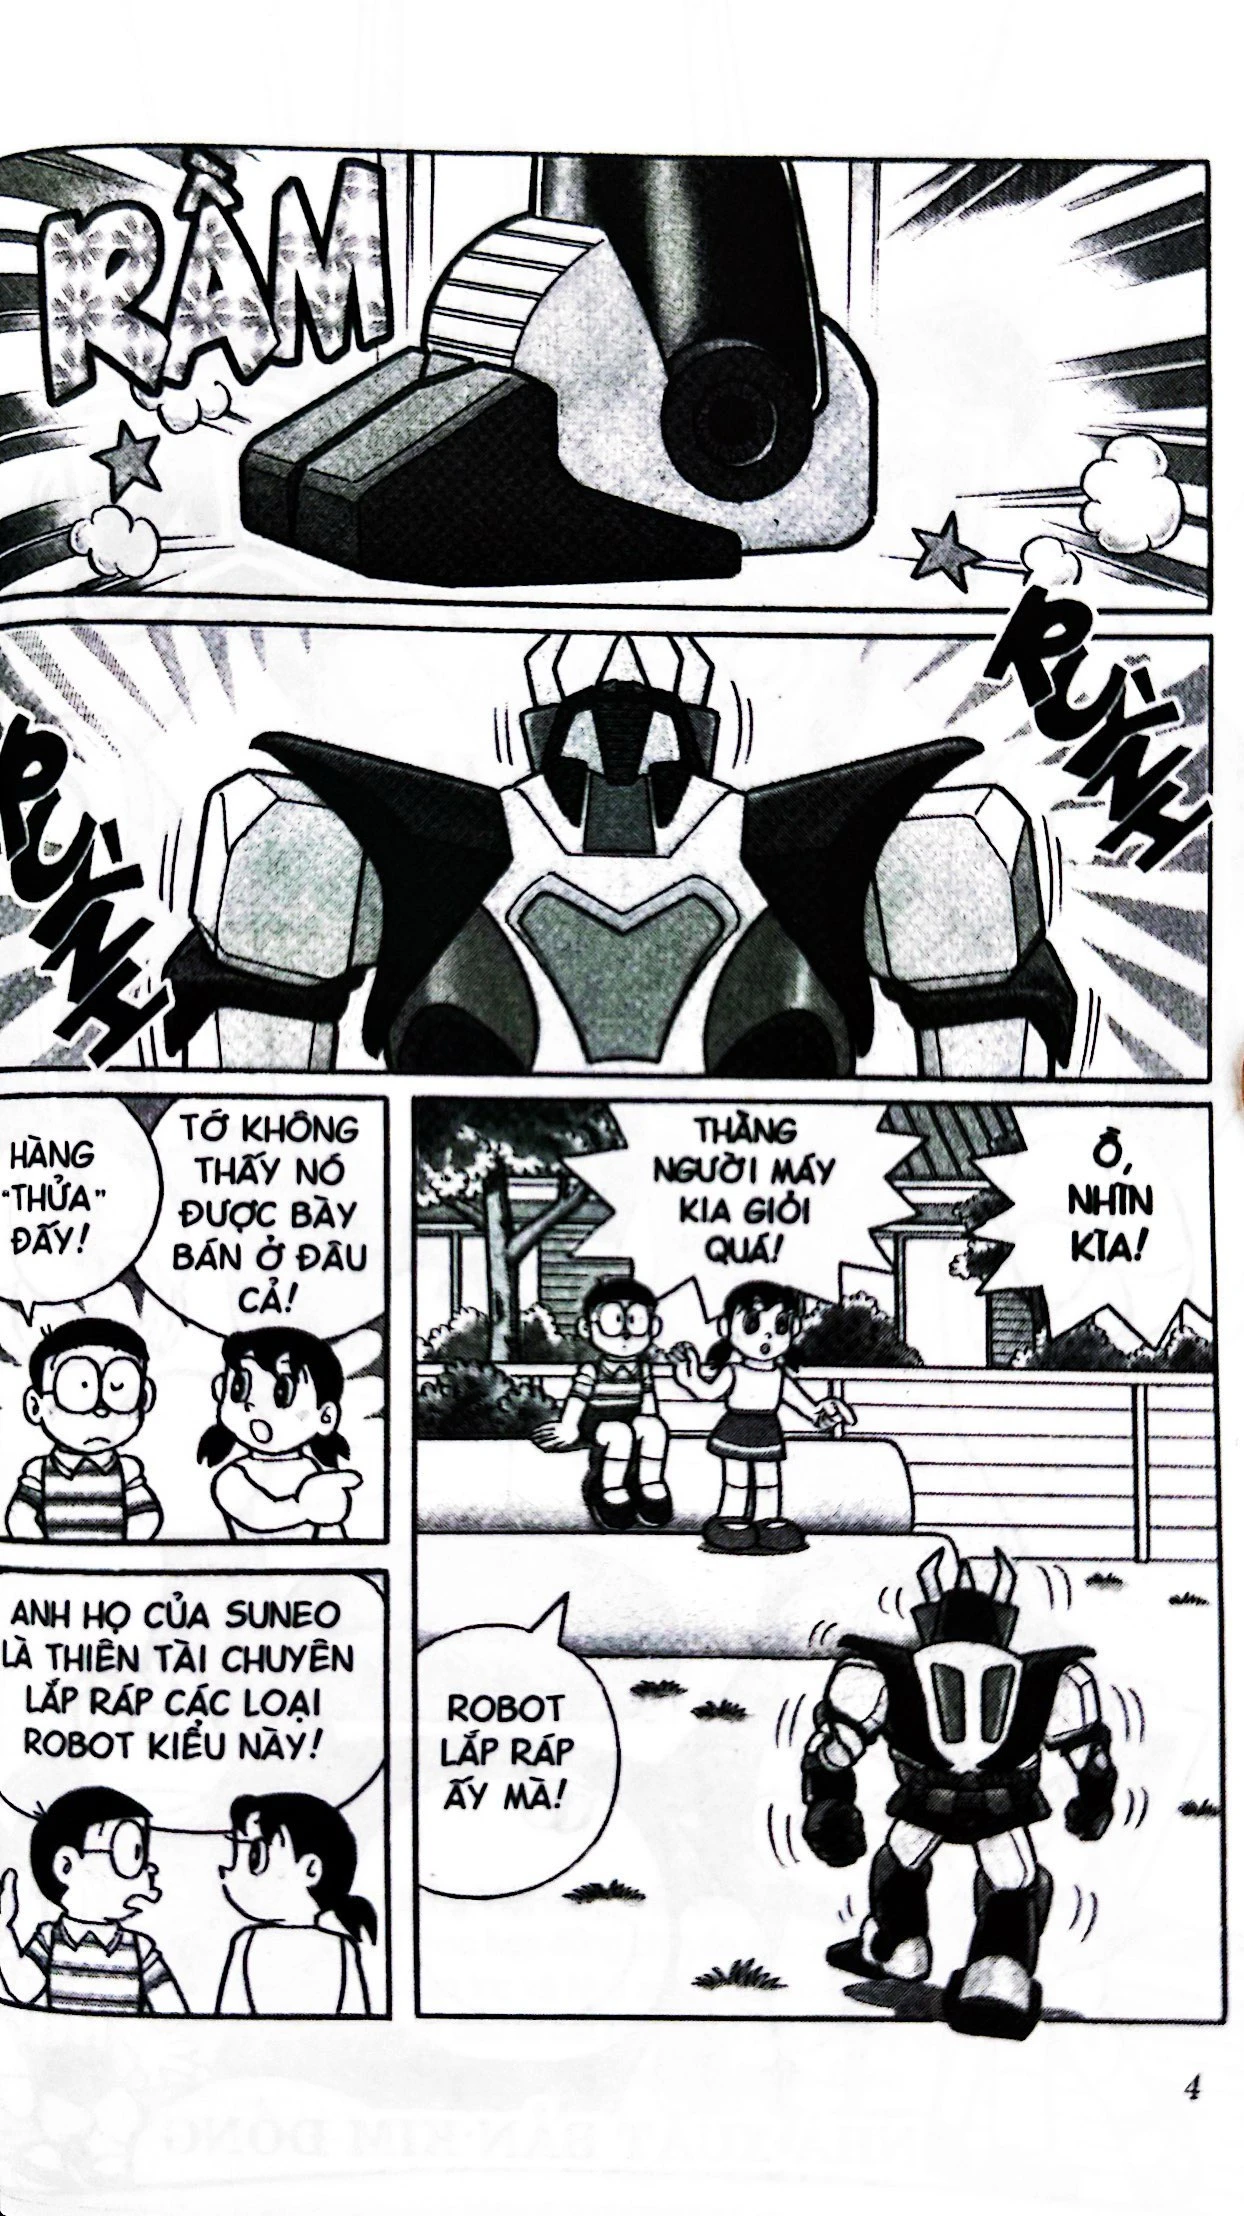 RẦM
RÙNH
RÙNH
Ồ,
NHÌN
KÌA!
THẰNG
NGƯỜI MÁY
KIA GIỎI
QUÁ!
ROBOT
LẮP RÁP
ẤY MÀ!
TỚ KHÔNG
THẤY NÓ
ĐƯỢC BÀY
BÁN Ở ĐÂU
CẢ!
HÀNG
“THỬA”
ĐẤY!
ANH HỌ CỦA SUNEO
LÀ THIÊN TÀI CHUYÊN
LẮP RÁP CÁC LOẠI
ROBOT KIỂU NÀY!
4